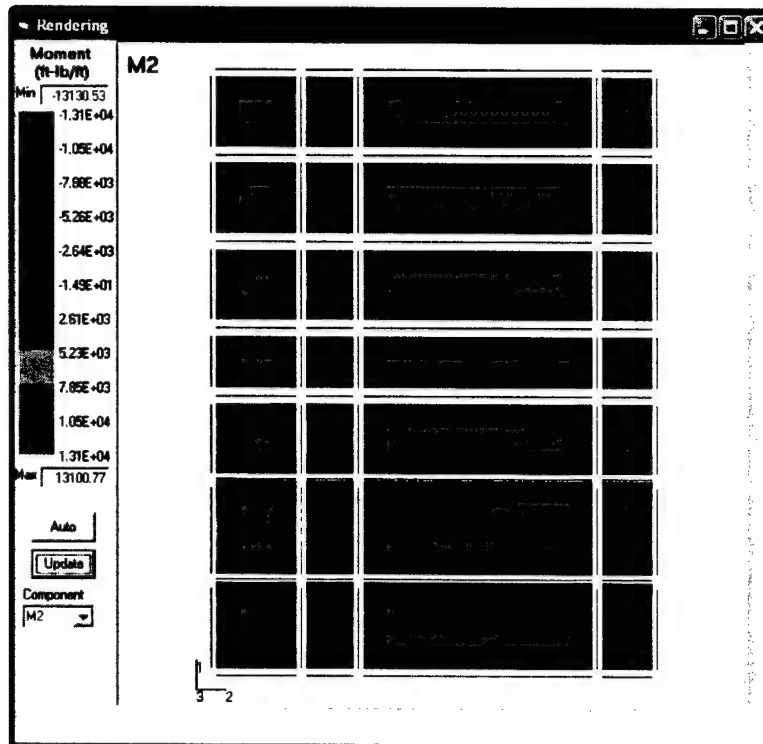 Rendering
Moment
(ft-lb/ft)
Min -13130.53
-1.31E+04
-1.05E+04
-7.88E+03
-5.26E+03
-2.64E+03
-1.49E+01
2.61E+03
5.23E+03
7.85E+03
1.05E+04
1.31E+04
Max 13100.77
Auto
Update
Component
M2
M2
1
3 2